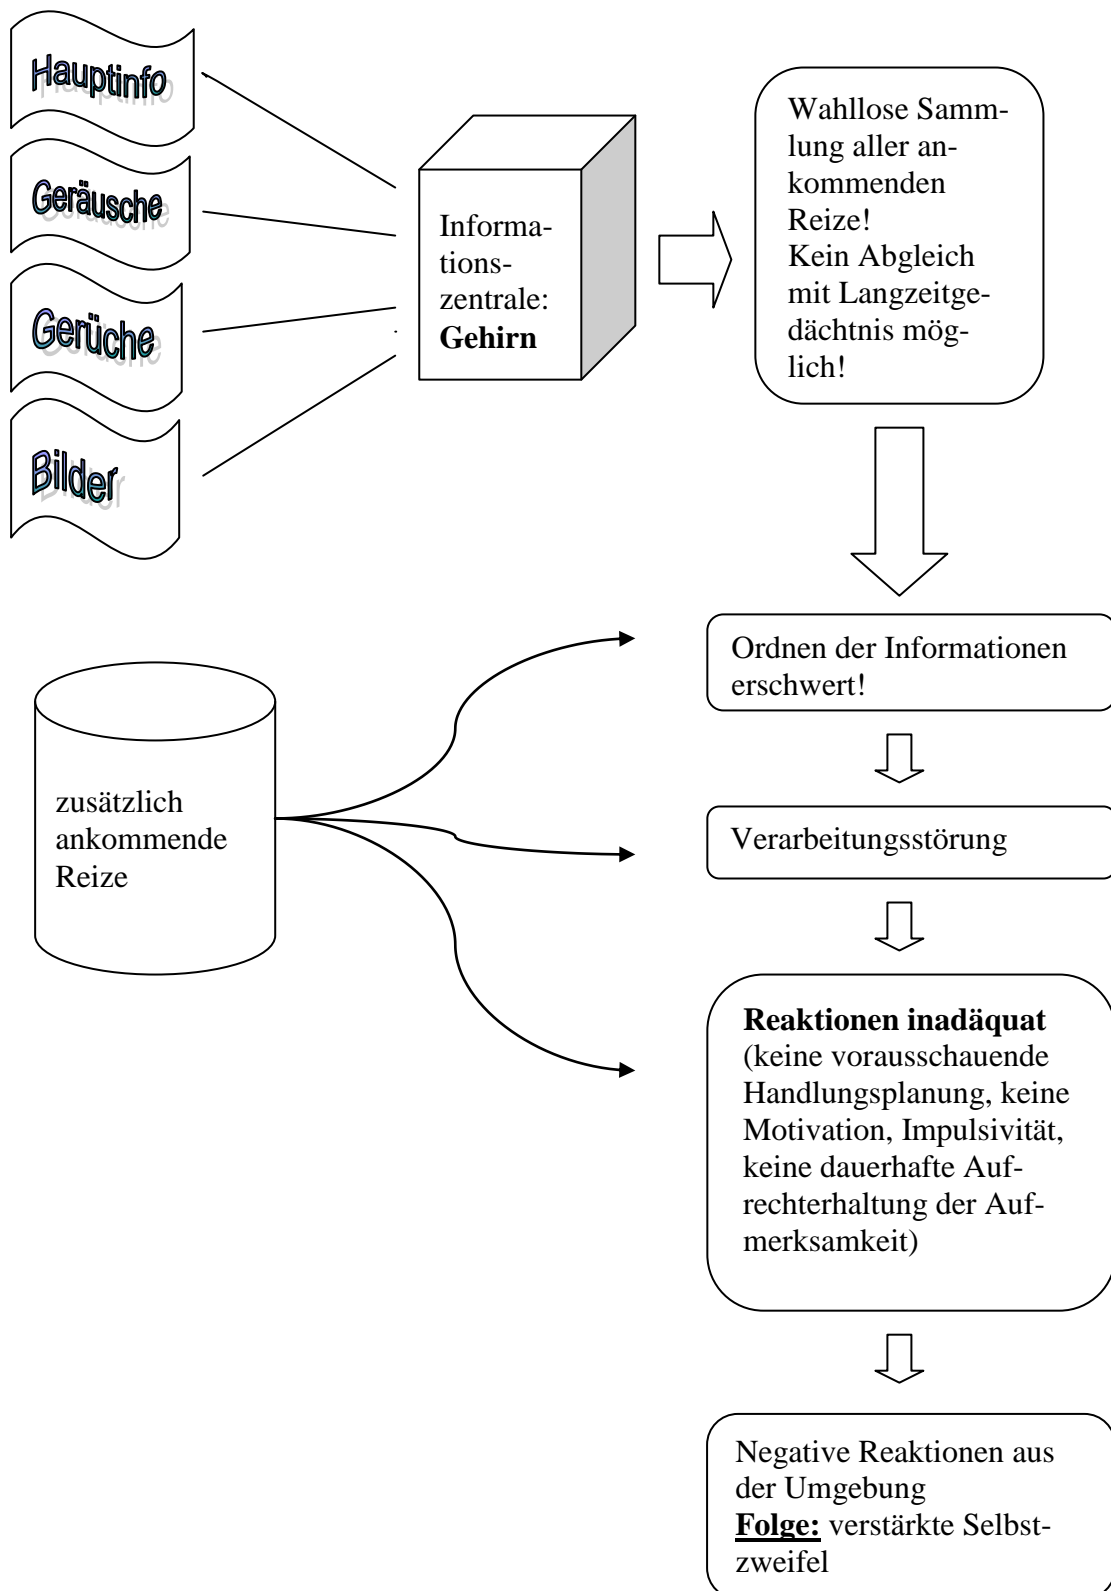 Hauptinfo
Geräusche
Gerüche
Bilder
Informa-
tions-
zentrale:
Gehirn
Wahllose Samm-
lung aller an-
kommenden
Reize!
Kein Abgleich
mit Langzeitge-
dächtnis mög-
lich!
Ordnen der Informationen
erschwert!
zusätzlich
ankommende
Reize
Verarbeitungsstörung
Reaktionen inadäquat
(keine vorausschauende
Handlungsplanung, keine
Motivation, Impulsivität,
keine dauerhafte Auf-
rechterhaltung der Auf-
merksamkeit)
Negative Reaktionen aus
der Umgebung
Folge: verstärkte Selbst-
zweifel